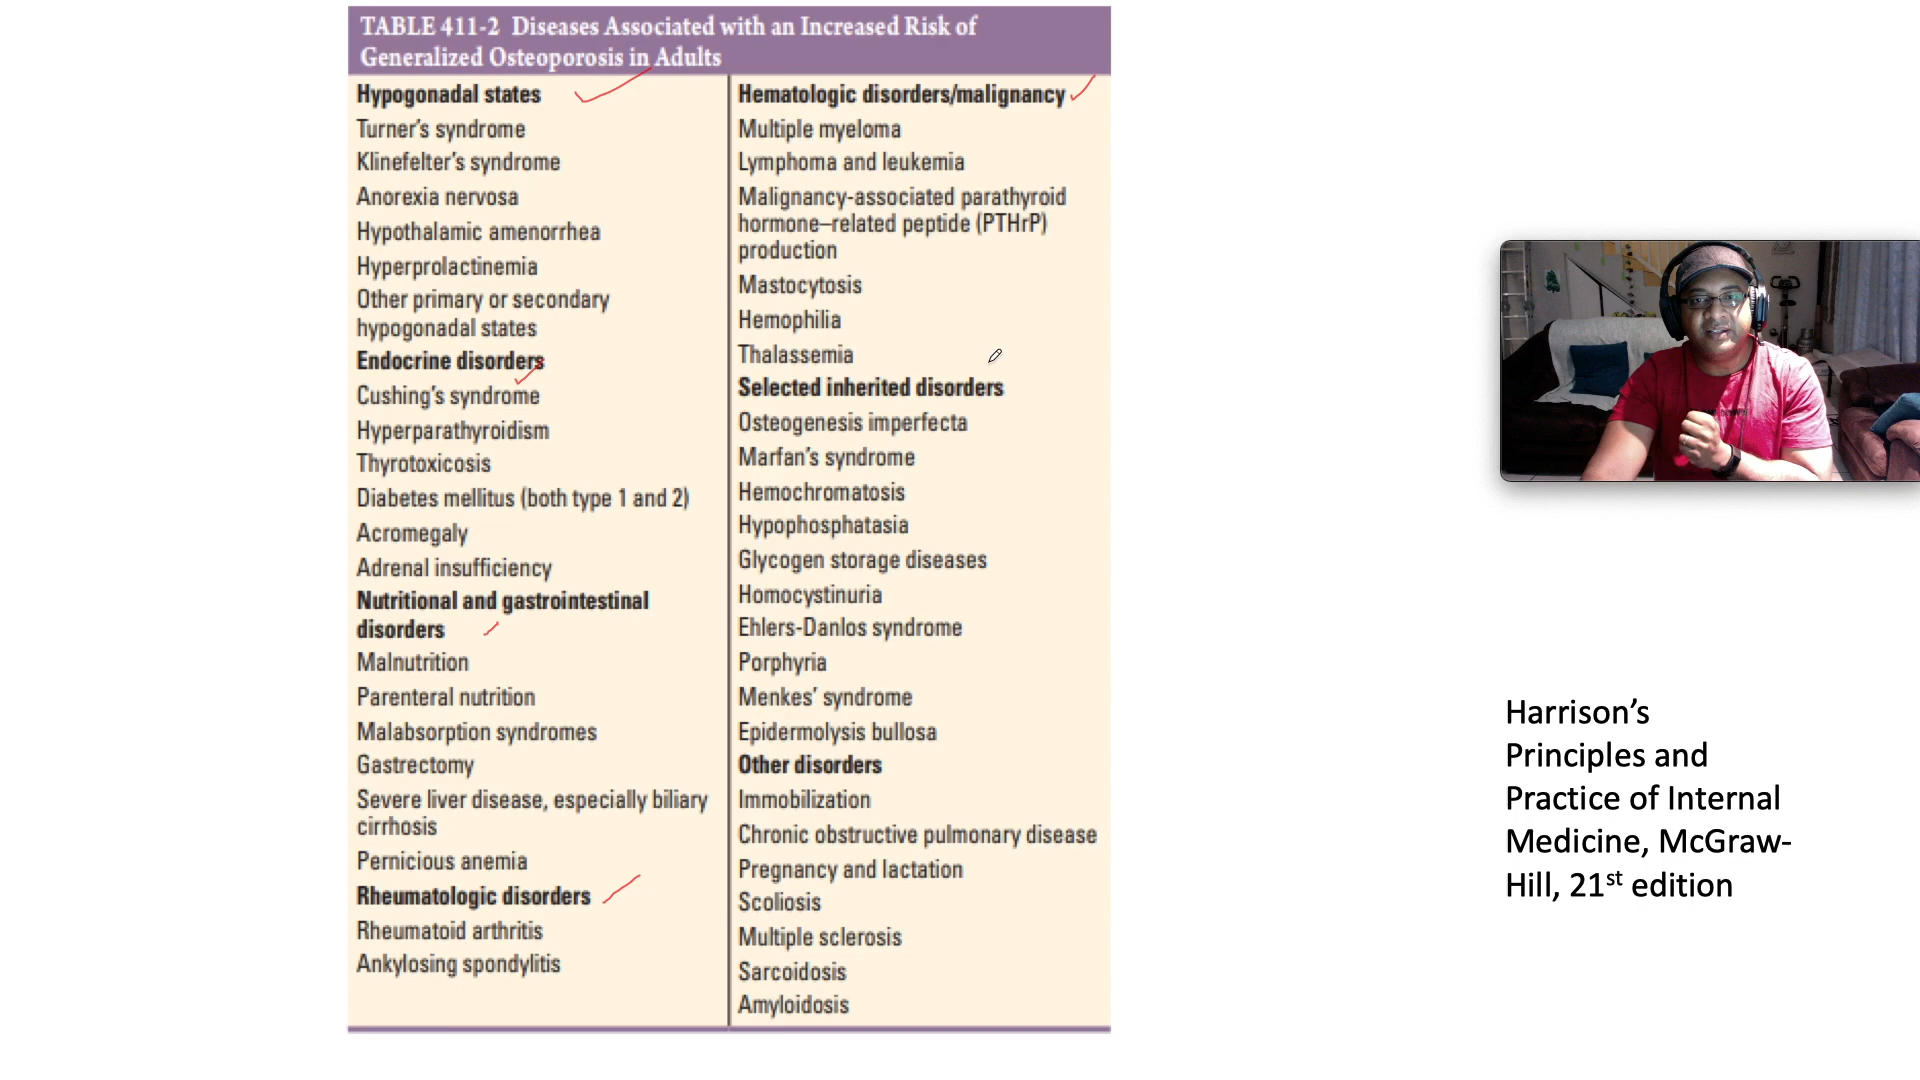 TABLE 411-2 Diseases Associated with an Increased Risk of
Generalized Osteoporosis in Adults
Hypogonadal states
Turner's syndrome
Klinefelter's syndrome
Anorexia nervosa
Hypothalamic amenorrhea
Hyperprolactinemia
Other primary or secondary
hypogonadal states
Endocrine disorders
Cushing's syndrome
Hyperparathyroidism
Thyrotoxicosis
Diabetes mellitus (both type 1 and 2)
Acromegaly
Adrenal insufficiency
Nutritional and gastrointestinal
disorders
Malnutrition
Parenteral nutrition
Malabsorption syndromes
Gastrectomy
Severe liver disease, especially biliary
cirrhosis
Pernicious anemia
Rheumatologic disorders
Rheumatoid arthritis
Ankylosing spondylitis
Hematologic disorders/malignancy
Multiple myeloma
Lymphoma and leukemia
Malignancy-associated parathyroid
hormone–related peptide (PTHrP)
production
Mastocytosis
Hemophilia
Thalassemia
Selected inherited disorders
Osteogenesis imperfecta
Marfan's syndrome
Hemochromatosis
Hypophosphatasia
Glycogen storage diseases
Homocystinuria
Ehlers-Danlos syndrome
Porphyria
Menkes' syndrome
Epidermolysis bullosa
Other disorders
Immobilization
Chronic obstructive pulmonary disease
Pregnancy and lactation
Scoliosis
Multiple sclerosis
Sarcoidosis
Amyloidosis
Harrison's
Principles and
Practice of Internal
Medicine, McGraw-
Hill, 21st edition